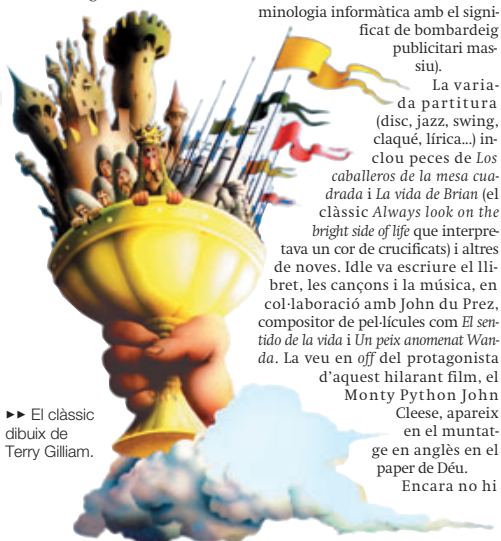 minologia informàtica amb el signi-
ficat de bombardeig
publicitari mas-
siu).
La varia-
da partitura
(disc, jazz, swing,
claqué, lírica...) in-
clou peces de Los
caballeros de la mesa cua-
drada i La vida de Brian (el
clàssic Always look on the
bright side of life que interpre-
tava un cor de crucificats) i altres
de noves. Idle va escriure el lli-
bret, les cançons i la música, en
col·laboració amb John du Prez,
compositor de pel·lícules com El sen-
tido de la vida i Un peix anomenat Wan-
da. La veu en off del protagonista
d'aquest hilarant film, el
Monty Python John
Cleese, apareix
en el muntat-
ge en anglès en el
paper de Déu.
Encara no hi
►► El clàssic
dibuix de
Terry Gilliam.